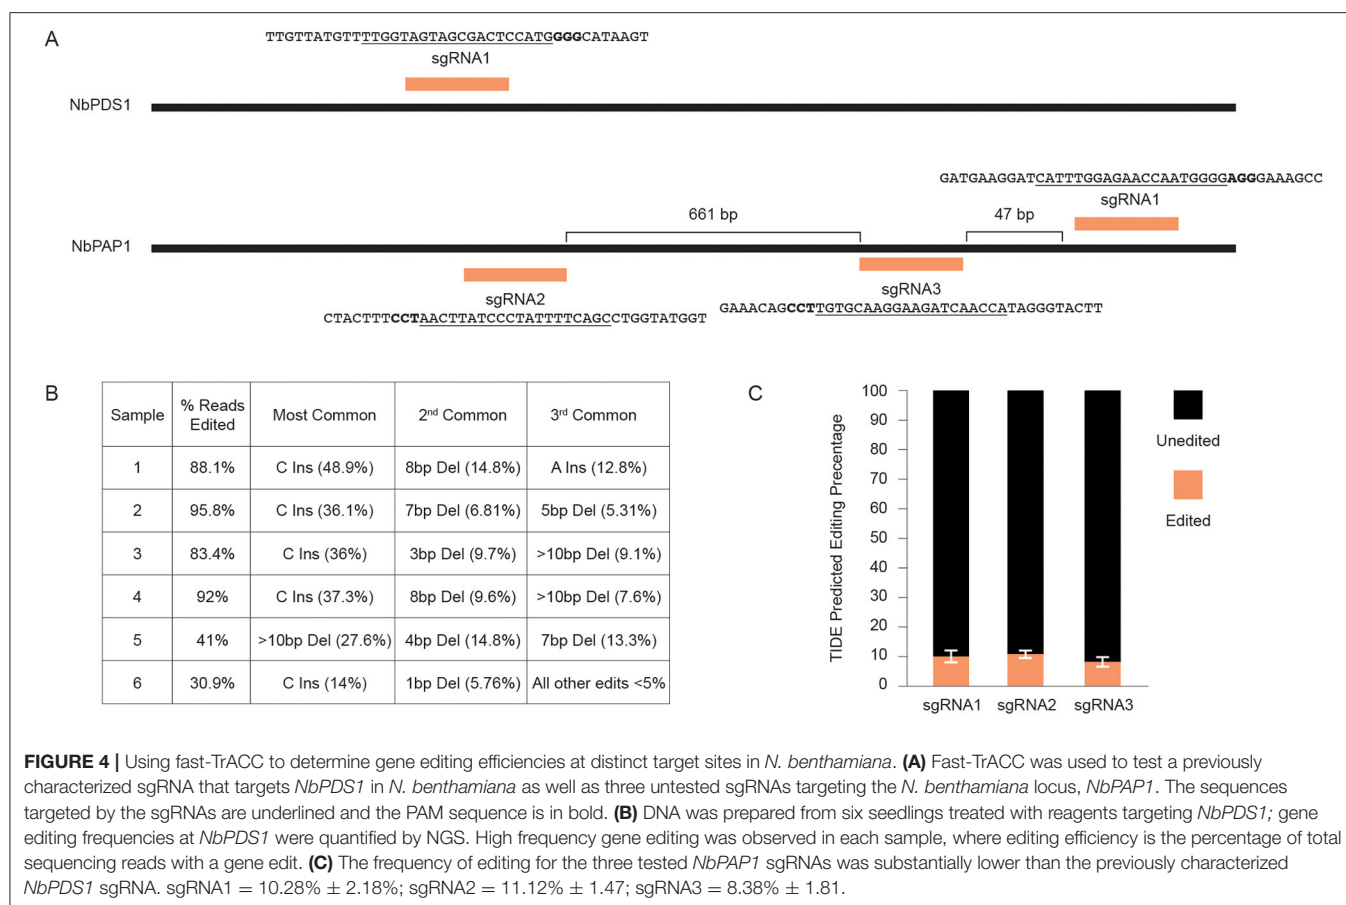 A
TTGTTATGTTTTGGTAGTAGCGACTCCATGGGGCATAAGT
sgRNA1
NbPDS1
GATGAAGGATCATTTGGAGAACCAATGGGGAGGGAAAGCC
sgRNA1
661 bp
47 bp
NbPAP1
sgRNA2
CTACTTTCCTAACTTATCCCTATTTTCAGCCTGGTATGGT
sgRNA3
GAAACAGCCTTGTGCAAGGAAGATCAACCATAGGGTACTT
B
Sample % Reads Edited Most Common 2nd Common 3rd Common
1 88.1% C Ins (48.9%) 8bp Del (14.8%) A Ins (12.8%)
2 95.8% C Ins (36.1%) 7bp Del (6.81%) 5bp Del (5.31%)
3 83.4% C Ins (36%) 3bp Del (9.7%) >10bp Del (9.1%)
4 92% C Ins (37.3%) 8bp Del (9.6%) >10bp Del (7.6%)
5 41% >10bp Del (27.6%) 4bp Del (14.8%) 7bp Del (13.3%)
6 30.9% C Ins (14%) 1bp Del (5.76%) All other edits <5%
C
TIDE Predicted Editing Precentage
100
90
80
70
60
50
40
30
20
10
0
sgRNA1 sgRNA2 sgRNA3
Unedited
Edited
FIGURE 4 | Using fast-TrACC to determine gene editing efficiencies at distinct target sites in N. benthamiana. (A) Fast-TrACC was used to test a previously
characterized sgRNA that targets NbPDS1 in N. benthamiana as well as three untested sgRNAs targeting the N. benthamiana locus, NbPAP1. The sequences
targeted by the sgRNAs are underlined and the PAM sequence is in bold. (B) DNA was prepared from six seedlings treated with reagents targeting NbPDS1; gene
editing frequencies at NbPDS1 were quantified by NGS. High frequency gene editing was observed in each sample, where editing efficiency is the percentage of total
sequencing reads with a gene edit. (C) The frequency of editing for the three tested NbPAP1 sgRNAs was substantially lower than the previously characterized
NbPDS1 sgRNA. sgRNA1 = 10.28% ± 2.18%; sgRNA2 = 11.12% ± 1.47; sgRNA3 = 8.38% ± 1.81.